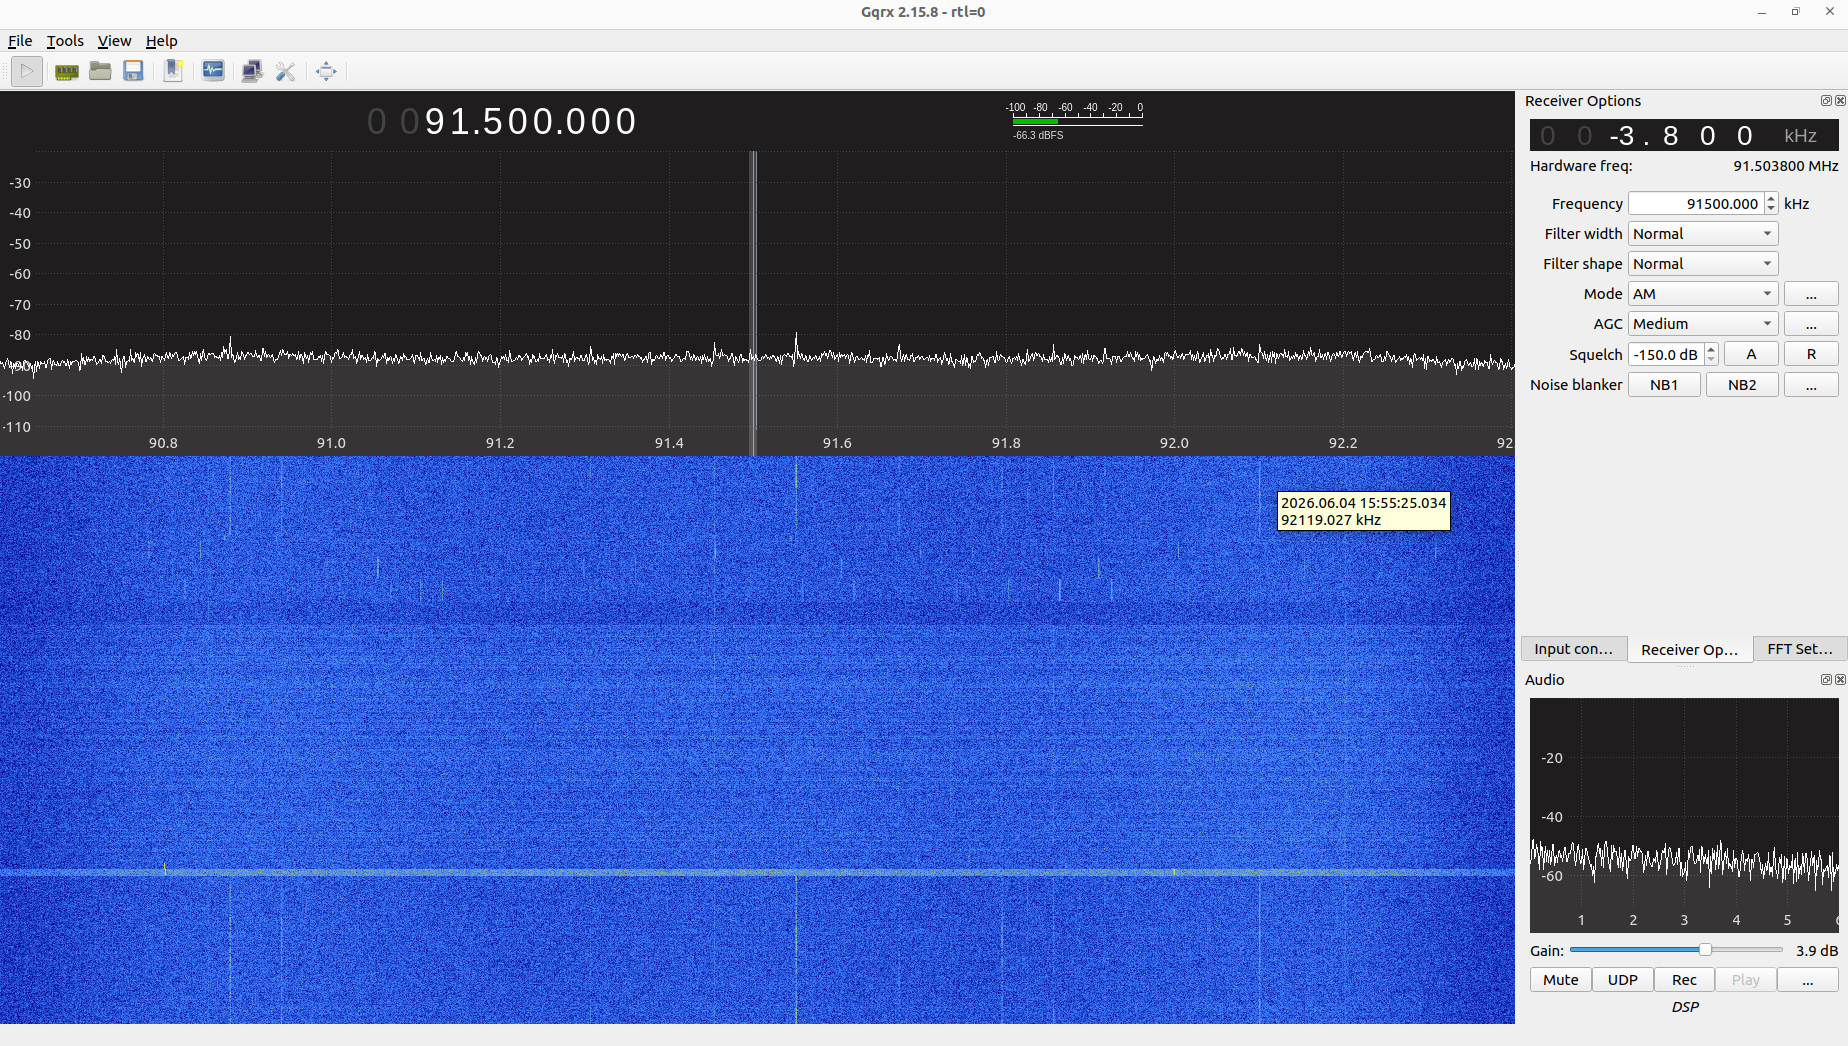 Gqrx 2.15.8 - rtl=0
File Tools View Help
0 091.500.000
-100 -80 -60 -40 -20 0
-66.3 dBFS
-30
-40
-50
-60
-70
-80
-90
-100
-110
90.8 91.0 91.2 91.4 91.6 91.8 92.0 92.2 92.
2026.06.04 15:55:25.034
92119.027 kHz
Receiver Options
0 0 -3.800 kHz
Hardware freq: 91.503800 MHz
Frequency 91500.000 kHz
Filter width Normal
Filter shape Normal
Mode AM ...
AGC Medium ...
Squelch -150.0 dB A R
Noise blanker NB1 NB2 ...
Input con... Receiver Op... FFT Set...
Audio
-20
-40
-60
1 2 3 4 5 6
Gain: 3.9 dB
Mute UDP Rec Play ...
DSP